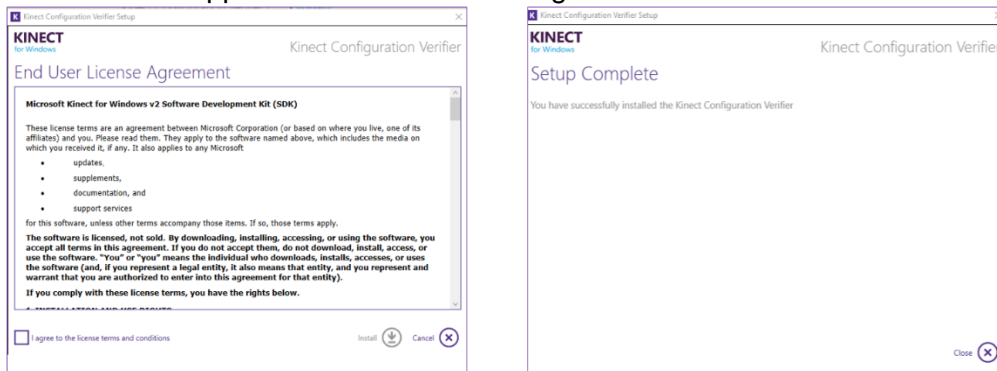 Kinect Configuration Verifier Setup
KINECT
for Windows
Kinect Configuration Verifier
End User License Agreement
Microsoft Kinect for Windows v2 Software Development Kit (SDK)
These license terms are an agreement between Microsoft Corporation (or based on where you live, one of its
affiliates) and you. Please read them. They apply to the software named above, which includes the media on
which you received it, if any. It also applies to any Microsoft
• updates,
• supplements,
• documentation, and
• support services
for this software, unless other terms accompany those items. If so, those terms apply.
The software is licensed, not sold. By downloading, installing, accessing, or using the software, you
accept all terms in this agreement. If you do not accept them, do not download, install, access, or
use the software. "You" or "you" means the individual who downloads, installs, accesses, or uses
the software (and, if you represent a legal entity, it also means that entity, and you represent and
warrant that you are authorized to enter into this agreement for that entity).
If you comply with these license terms, you have the rights below.
I agree to the license terms and conditions
Install
Cancel
Kinect Configuration Verifier Setup
KINECT
for Windows
Kinect Configuration Verifier
Setup Complete
You have successfully installed the Kinect Configuration Verifier
Close